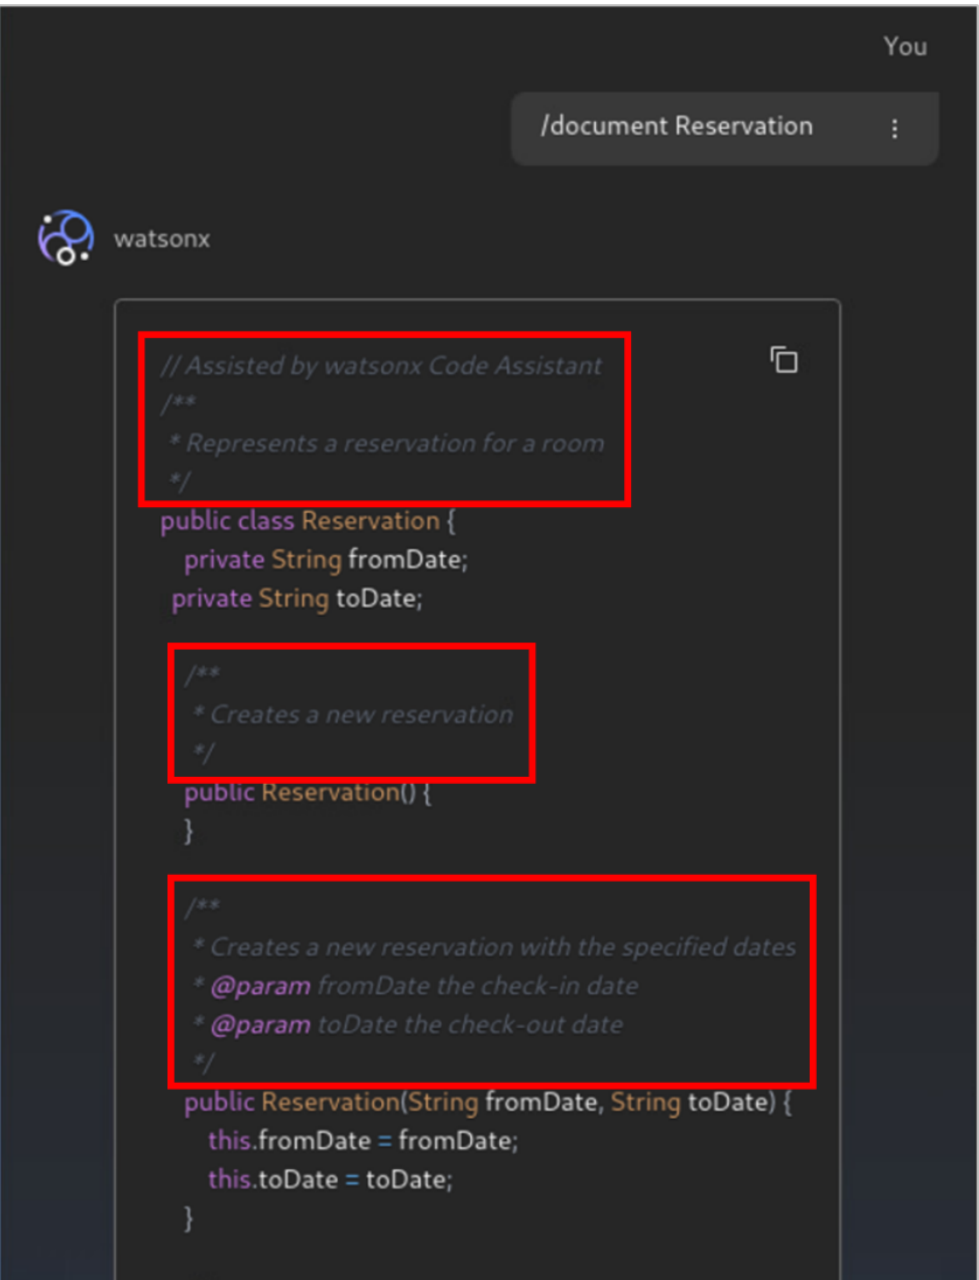 You
/document Reservation
watsonx
// Assisted by watsonx Code Assistant
/**
* Represents a reservation for a room
*/
public class Reservation {
private String fromDate;
private String toDate;
/**
* Creates a new reservation
*/
public Reservation() {
}
/**
* Creates a new reservation with the specified dates
* @param fromDate the check-in date
* @param toDate the check-out date
*/
public Reservation(String fromDate, String toDate) {
this.fromDate = fromDate;
this.toDate = toDate;
}